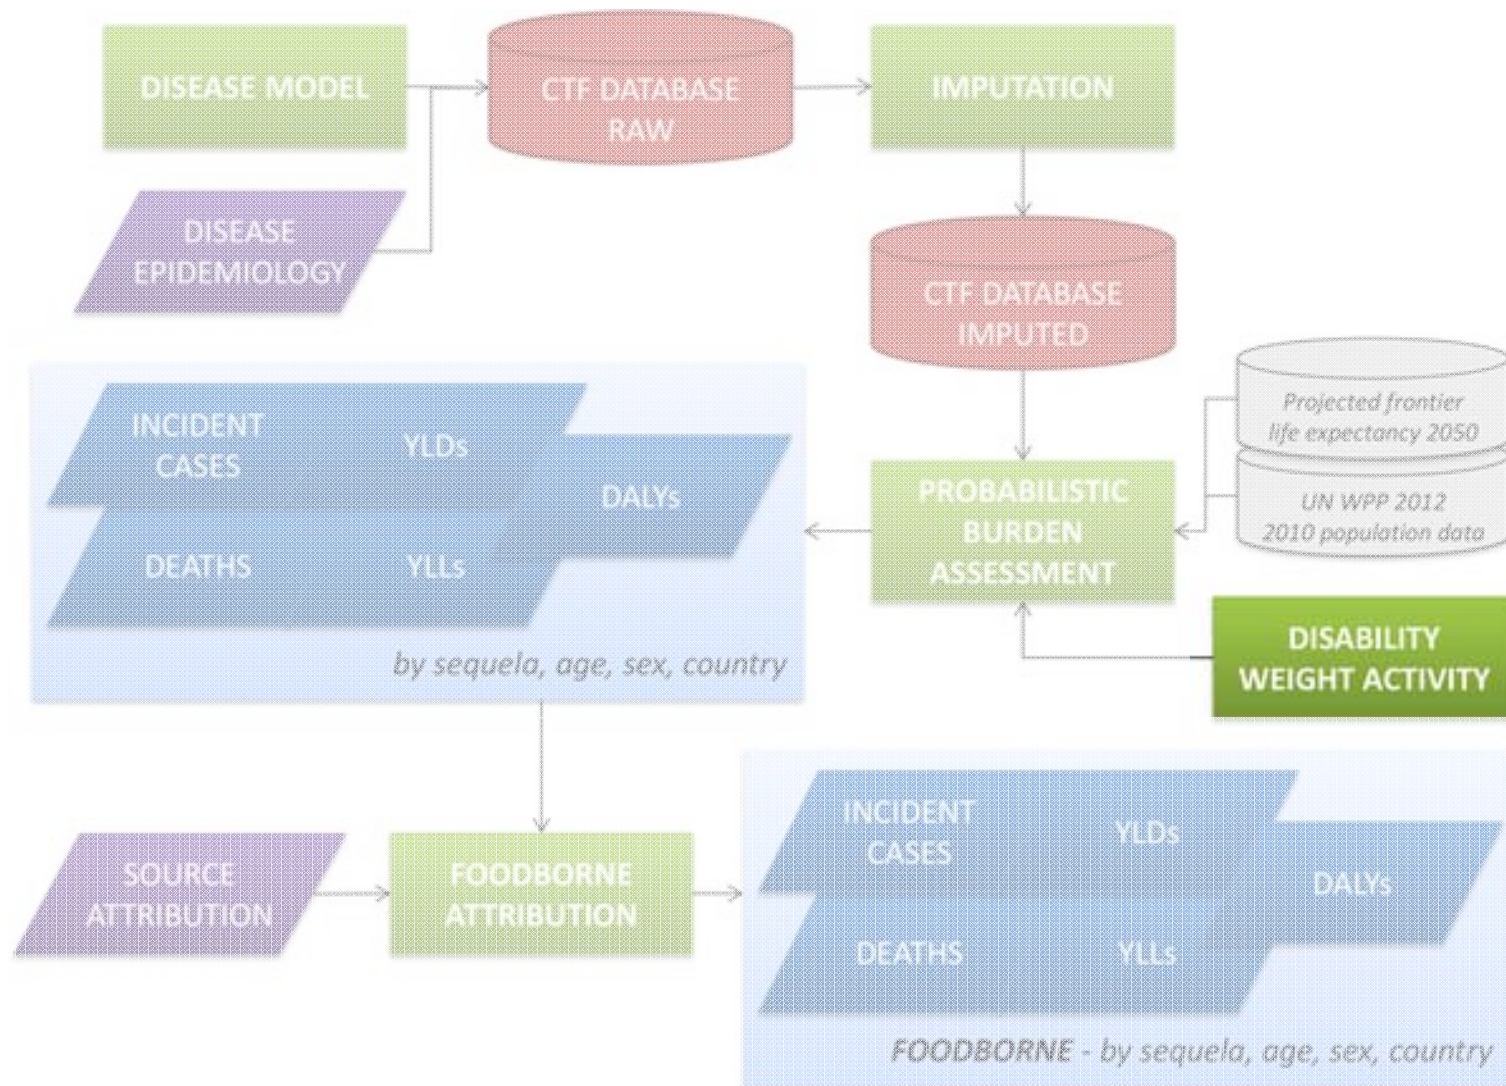 DISEASE MODEL
CTF DATABASE
RAW
IMPUTATION
DISEASE
EPIDEMIOLOGY
CTF DATABASE
IMPUTED
Projected frontier
life expectancy 2050
UN WPP 2012
2010 population data
INCIDENT
CASES
YLDs
DALYs
DEATHS
YLLs
by sequela, age, sex, country
PROBABILISTIC
BURDEN
ASSESSMENT
DISABILITY
WEIGHT ACTIVITY
SOURCE
ATTRIBUTION
FOODBORNE
ATTRIBUTION
INCIDENT
CASES
YLDs
DALYs
DEATHS
YLLs
FOODBORNE - by sequela, age, sex, country